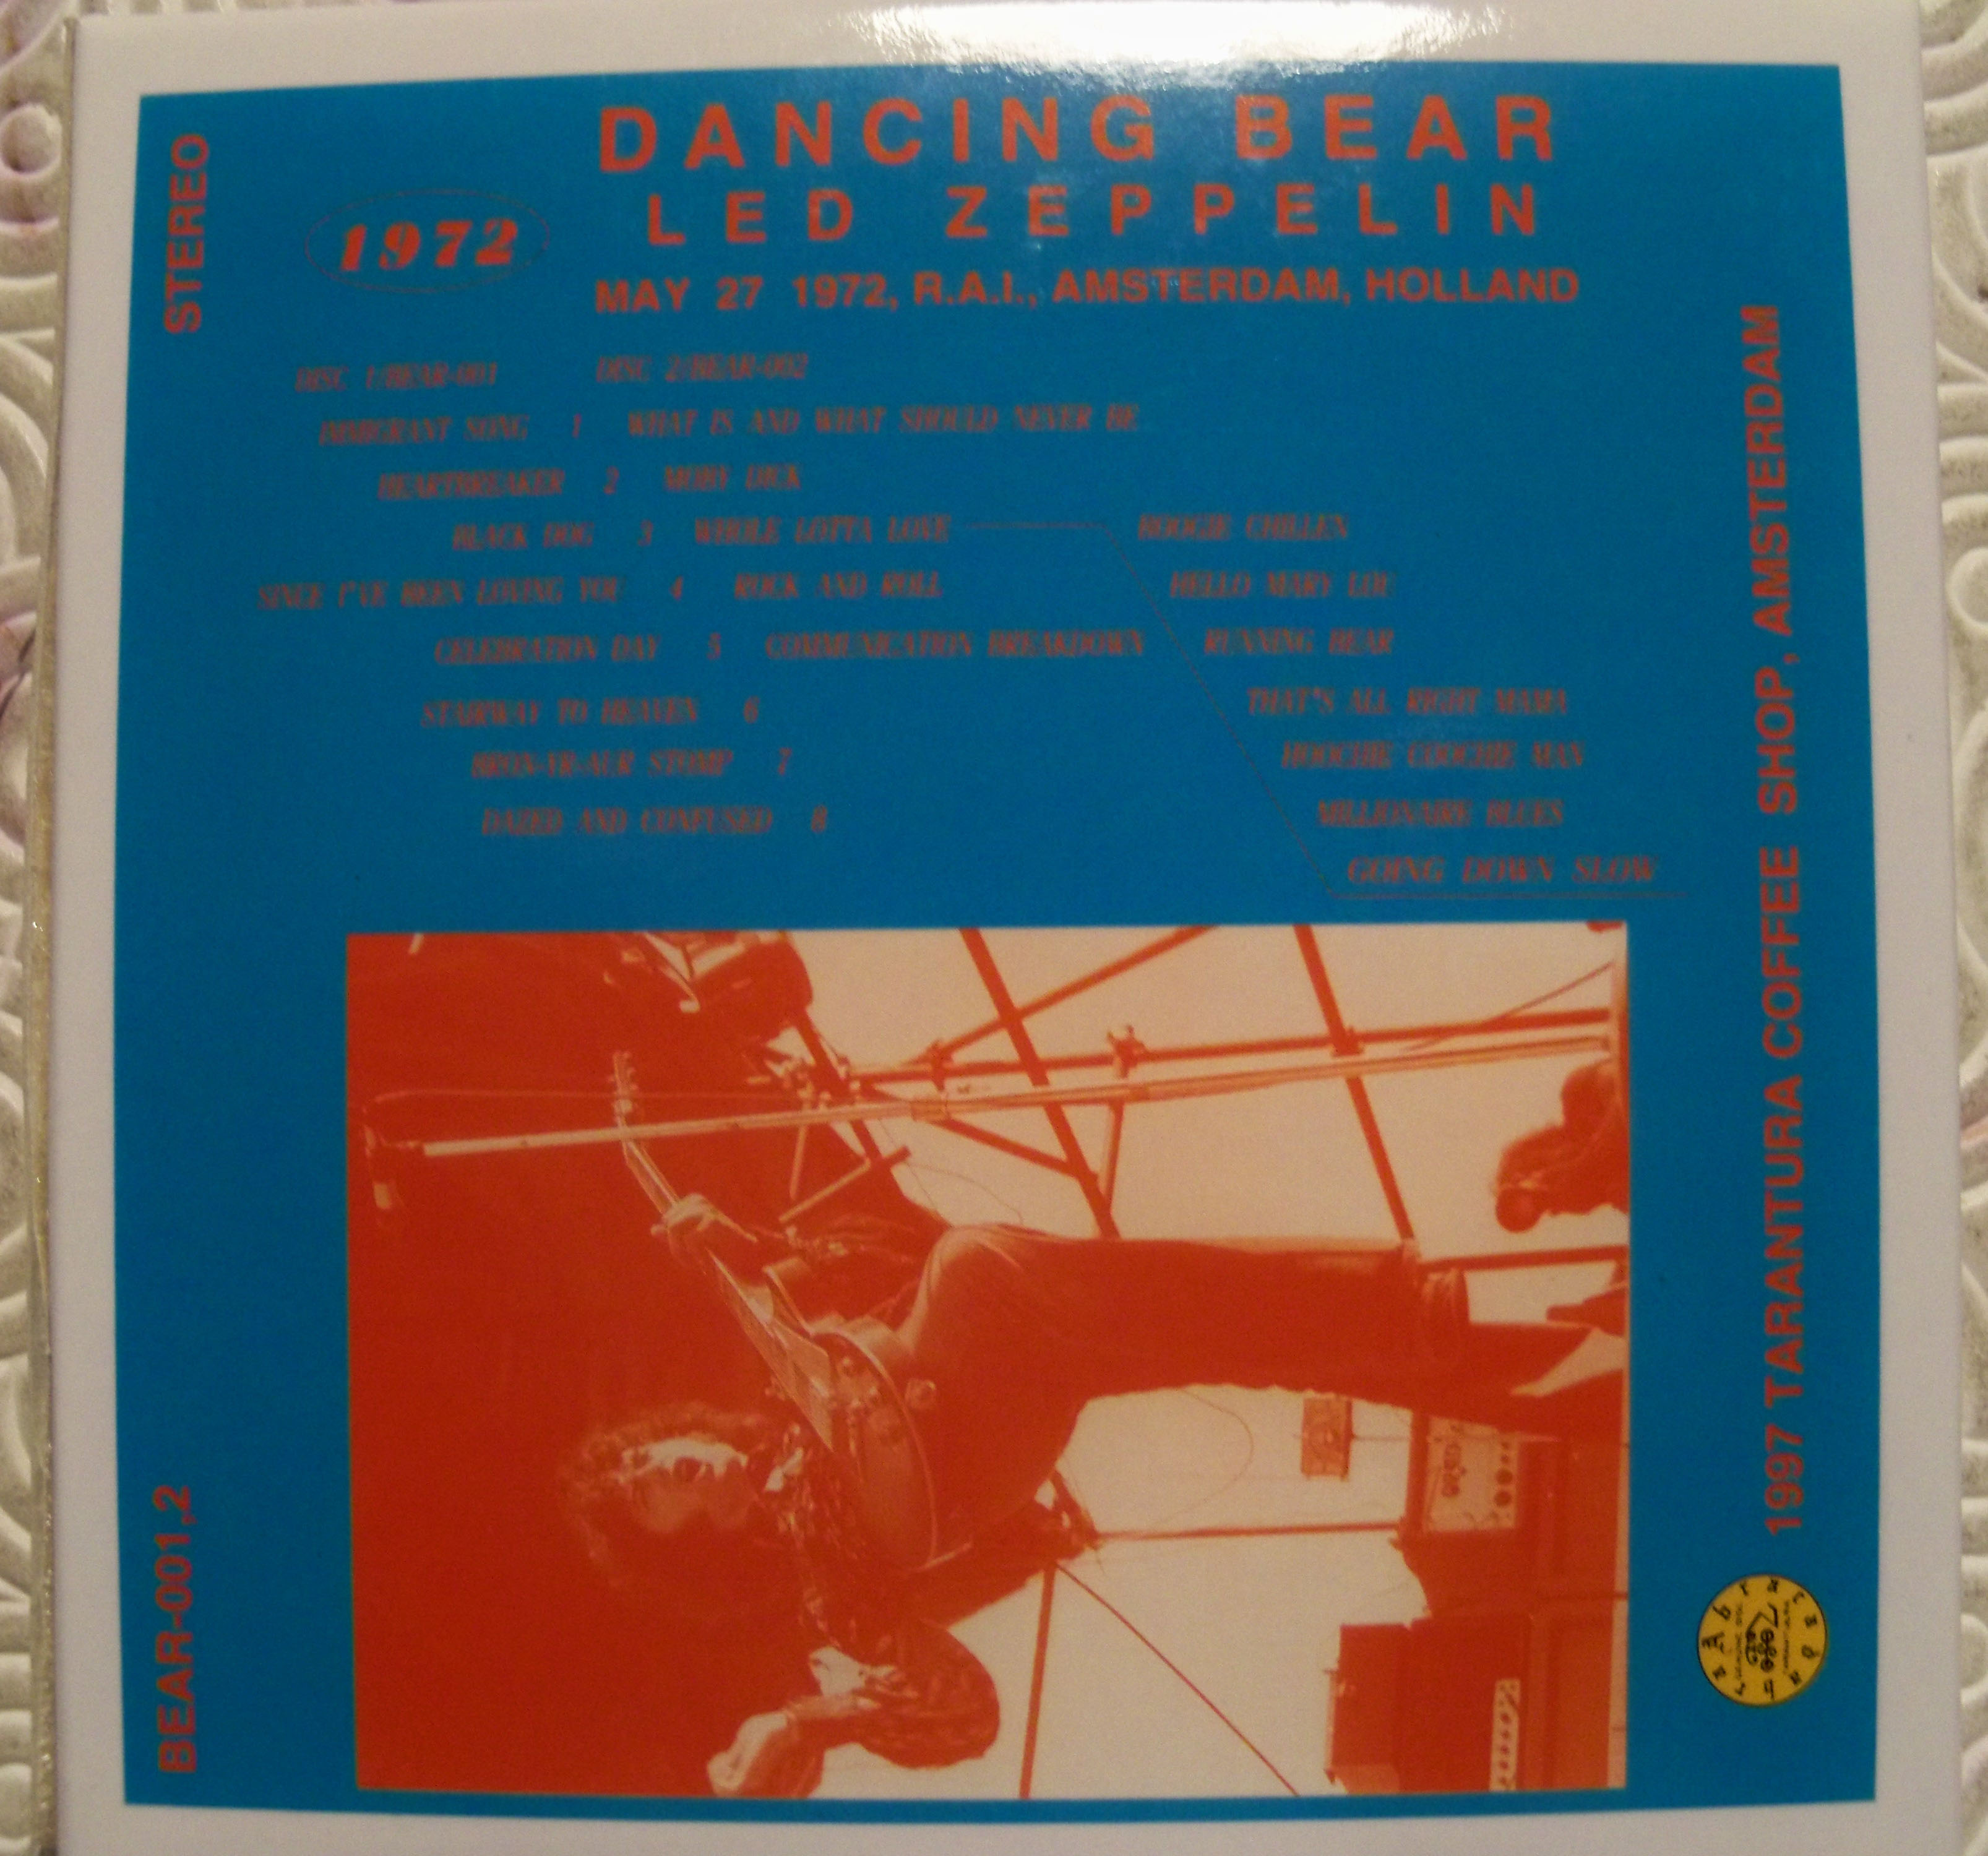 STEREO
DANCING BEAR
LED ZEPPELIN
1972
MAY 27 1972, R.A.I., AMSTERDAM, HOLLAND
DISC 1/BEAR-001 DISC 2/BEAR-002
IMMIGRANT SONG 1 WHAT IS AND WHAT SHOULD NEVER BE
HEARTBREAKER 2 MOBY DICK
BLACK DOG 3 WHOLE LOTTA LOVE BOOGIE CHILLEN
SINCE I'VE BEEN LOVING YOU 4 ROCK AND ROLL HELLO MARY LOU
CELEBRATION DAY 5 COMMUNICATION BREAKDOWN RUNNING BEAR
STAIRWAY TO HEAVEN 6 THAT'S ALL RIGHT MAMA
BRON-YR-AUR STOMP 7 HOOCHIE COOCHIE MAN
DAZED AND CONFUSED 8 MILLIONAIRE BLUES
GOING DOWN SLOW
1997 TARANTURA COFFEE SHOP, AMSTERDAM
BEAR-001,2